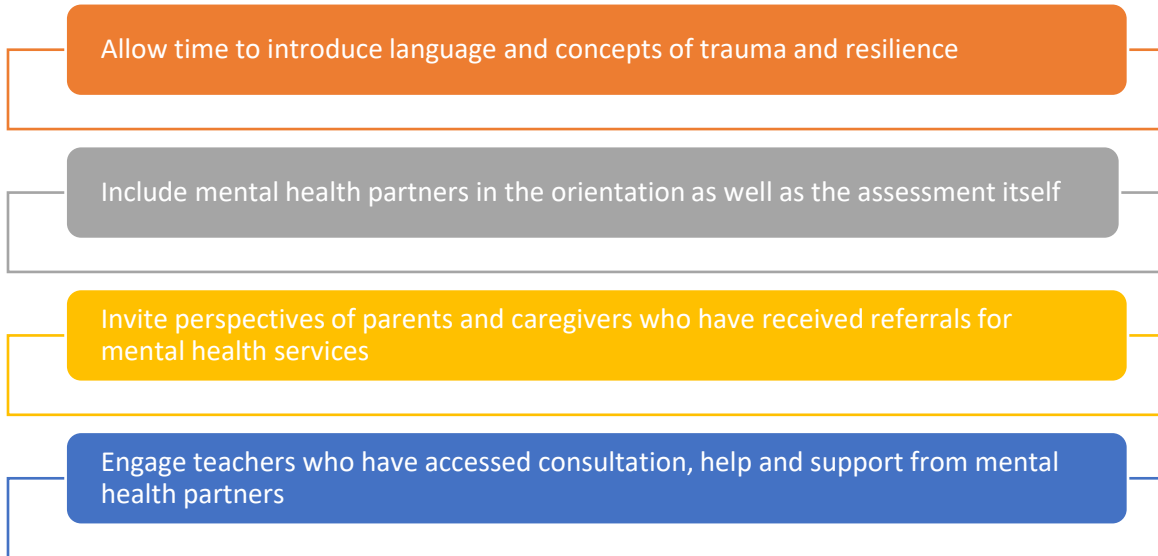 Allow time to introduce language and concepts of trauma and resilience
Include mental health partners in the orientation as well as the assessment itself
Invite perspectives of parents and caregivers who have received referrals for
mental health services
Engage teachers who have accessed consultation, help and support from mental
health partners